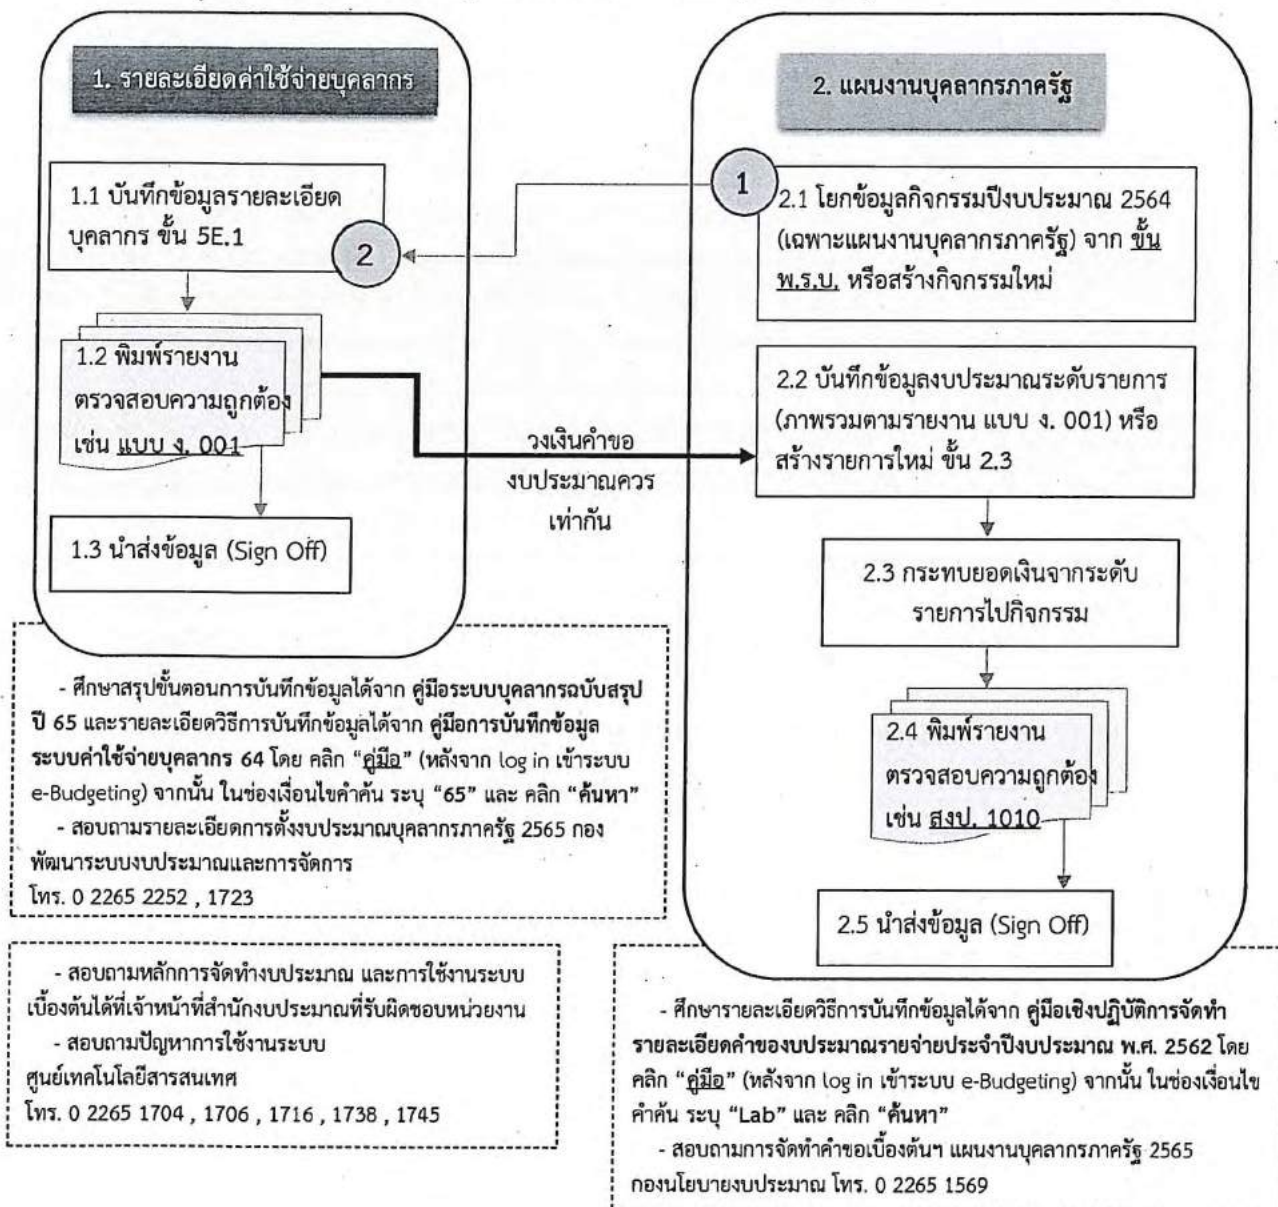 1. รายละเอียดค่าใช้จ่ายบุคลากร
1.1 บันทึกข้อมูลรายละเอียด
บุคลากร ขั้น 5E.1
2
1.2 พิมพ์รายงาน
ตรวจสอบความถูกต้อง
เช่น แบบ ง. 001
1.3 นำส่งข้อมูล (Sign Off)
วงเงินคำขอ
งบประมาณควร
เท่ากัน
2. แผนงานบุคลากรภาครัฐ
1
2.1 โยกข้อมูลกิจกรรมปีงบประมาณ 2564
(เฉพาะแผนงานบุคลากรภาครัฐ) จาก ขั้น
พ.ร.บ. หรือสร้างกิจกรรมใหม่
2.2 บันทึกข้อมูลงบประมาณระดับรายการ
(ภาพรวมตามรายงาน แบบ ง. 001) หรือ
สร้างรายการใหม่ ขั้น 2.3
2.3 กระทบยอดเงินจากระดับ
รายการไปกิจกรรม
2.4 พิมพ์รายงาน
ตรวจสอบความถูกต้อง
เช่น สงป. 1010
2.5 นำส่งข้อมูล (Sign Off)
- ศึกษาสรุปขั้นตอนการบันทึกข้อมูลได้จาก คู่มือระบบบุคลากรฉบับสรุป
ปี 65 และรายละเอียดวิธีการบันทึกข้อมูลได้จาก คู่มือการบันทึกข้อมูล
ระบบค่าใช้จ่ายบุคลากร 64 โดย คลิก “คู่มือ” (หลังจาก log in เข้าระบบ
e-Budgeting) จากนั้น ในช่องเงื่อนไขคำค้น ระบุ “65” และ คลิก “ค้นหา”
- สอบถามรายละเอียดการตั้งงบประมาณบุคลากรภาครัฐ 2565 กอง
พัฒนาระบบงบประมาณและการจัดการ
โทร. 0 2265 2252 , 1723
- สอบถามหลักการจัดทำงบประมาณ และการใช้งานระบบ
เบื้องต้นได้ที่เจ้าหน้าที่สำนักงบประมาณที่รับผิดชอบหน่วยงาน
- สอบถามปัญหาการใช้งานระบบ
ศูนย์เทคโนโลยีสารสนเทศ
โทร. 0 2265 1704 , 1706 , 1716 , 1738 , 1745
- ศึกษารายละเอียดวิธีการบันทึกข้อมูลได้จาก คู่มือเชิงปฏิบัติการจัดทำ
รายละเอียดคำของบประมาณรายจ่ายประจำปีงบประมาณ พ.ศ. 2562 โดย
คลิก “คู่มือ” (หลังจาก log in เข้าระบบ e-Budgeting) จากนั้น ในช่องเงื่อนไข
คำค้น ระบุ “Lab” และ คลิก “ค้นหา”
- สอบถามการจัดทำคำขอเบื้องต้นฯ แผนงานบุคลากรภาครัฐ 2565
กองนโยบายงบประมาณ โทร. 0 2265 1569